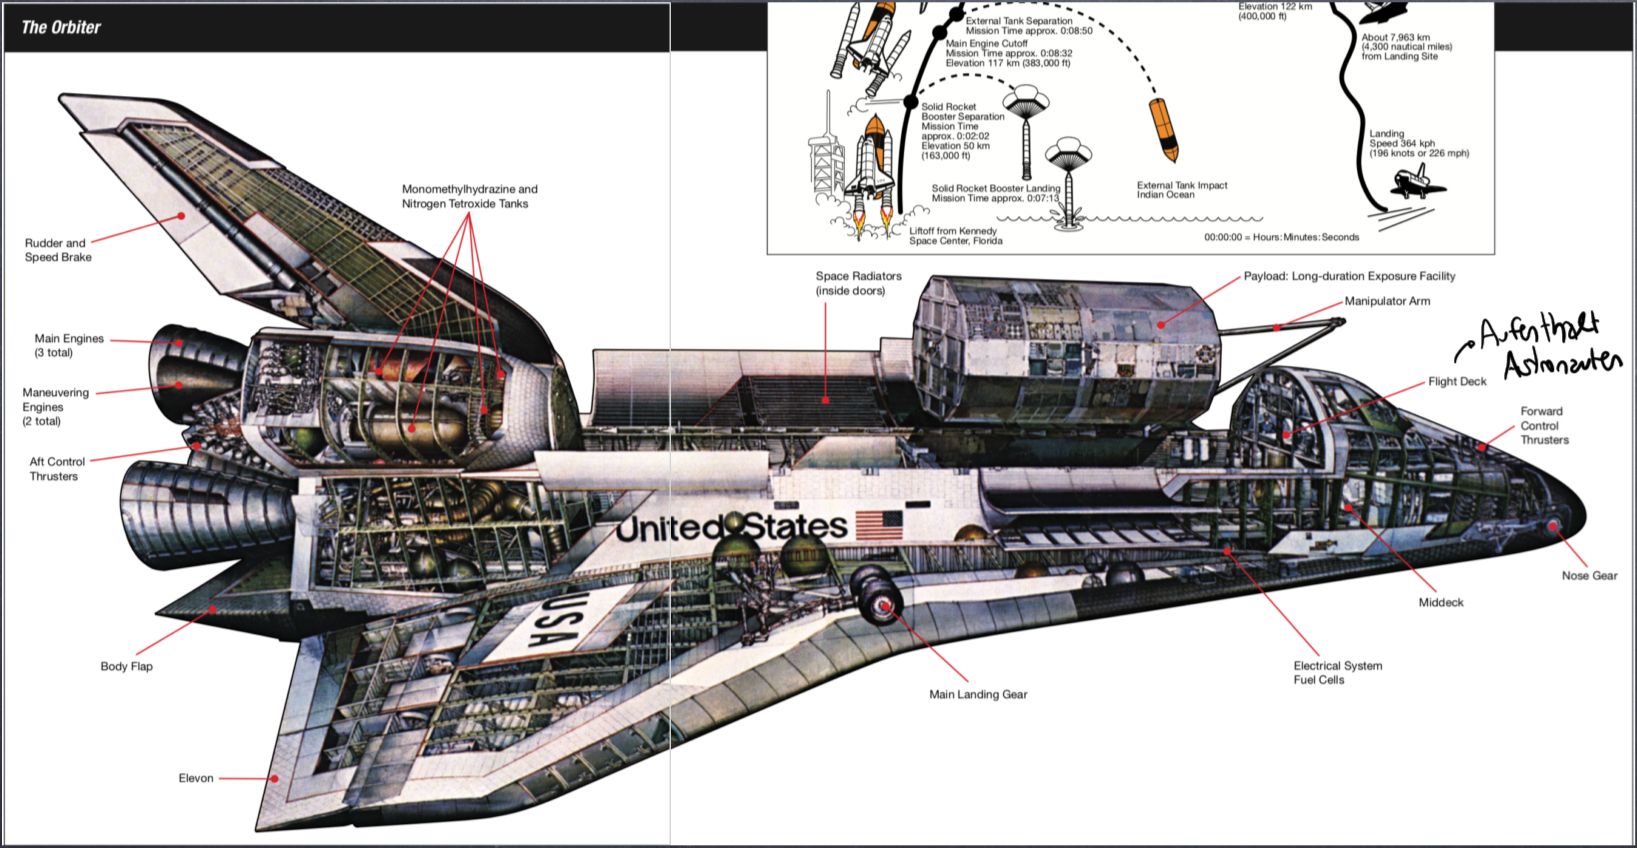 The Orbiter
External Tank Separation
Mission Time approx. 0:08:50
Main Engine Cutoff
Mission Time approx. 0:08:32
Elevation 117 km (383,000 ft)
Elevation 122 km
(400,000 ft)
About 7,963 km
(4,300 nautical miles)
from Landing Site
Solid Rocket
Booster Separation
Mission Time
approx. 0:02:02
Elevation 50 km
(163,000 ft)
Landing
Speed 364 kph
(196 knots or 226 mph)
Solid Rocket Booster Landing
Mission Time approx. 0:07:13
External Tank Impact
Indian Ocean
Liftoff from Kennedy
Space Center, Florida
00:00:00 = Hours:Minutes:Seconds
Monomethylhydrazine and
Nitrogen Tetroxide Tanks
Rudder and
Speed Brake
Main Engines
(3 total)
Maneuvering
Engines
(2 total)
Aft Control
Thrusters
Space Radiators
(inside doors)
Payload: Long-duration Exposure Facility
Manipulator Arm
Aufenthalt
Astronauten
Flight Deck
Forward
Control
Thrusters
United States
USA
Nose Gear
Middeck
Electrical System
Fuel Cells
Main Landing Gear
Body Flap
Elevon